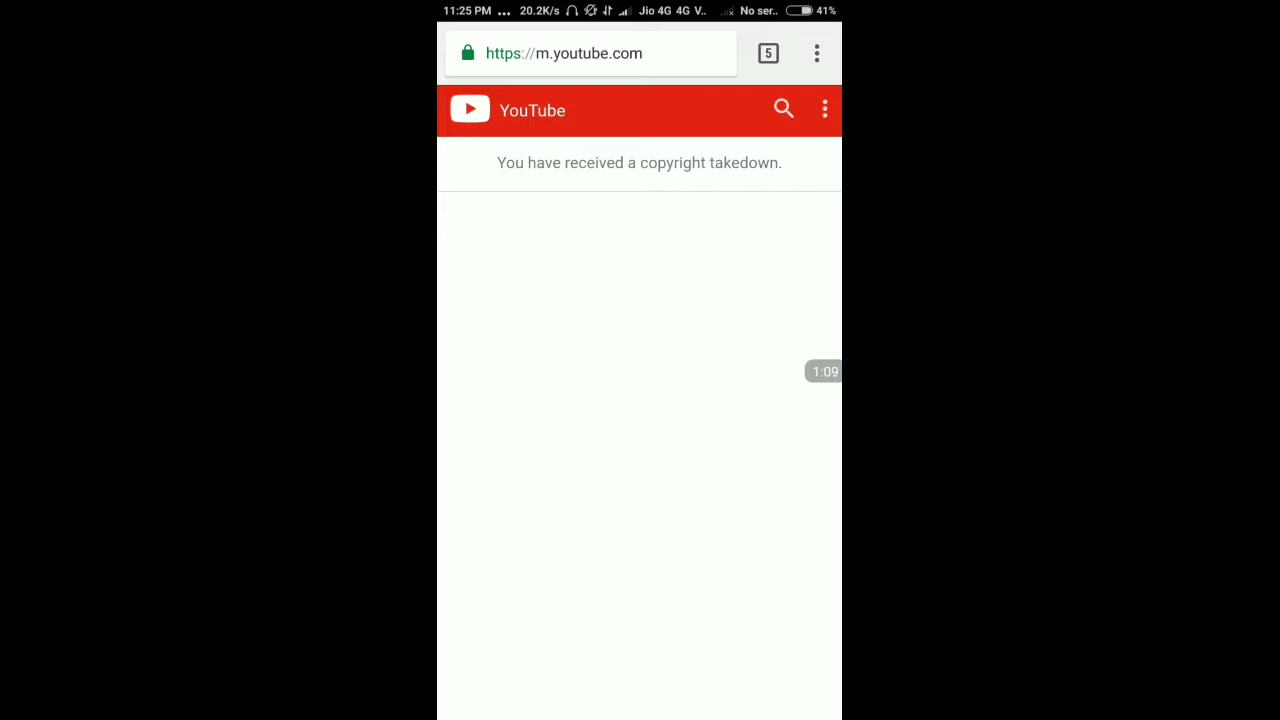 11:25 PM ... 20.2K/s Jio 4G 4G V.. No ser.. 41%
https://m.youtube.com 5
YouTube
You have received a copyright takedown.
1:09